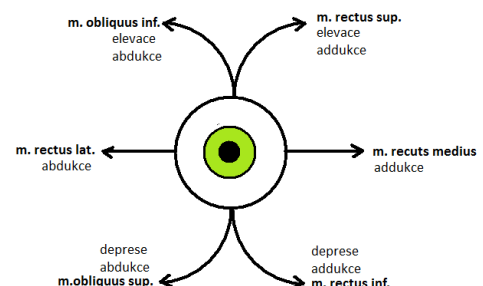 m. obliquus inf.
elevace
abdukce
m. rectus sup.
elevace
addukce
m. rectus lat.
abdukce
m. recuts medius
addukce
deprese
abdukce
m.obliquus sup.
deprese
addukce
m. rectus inf.